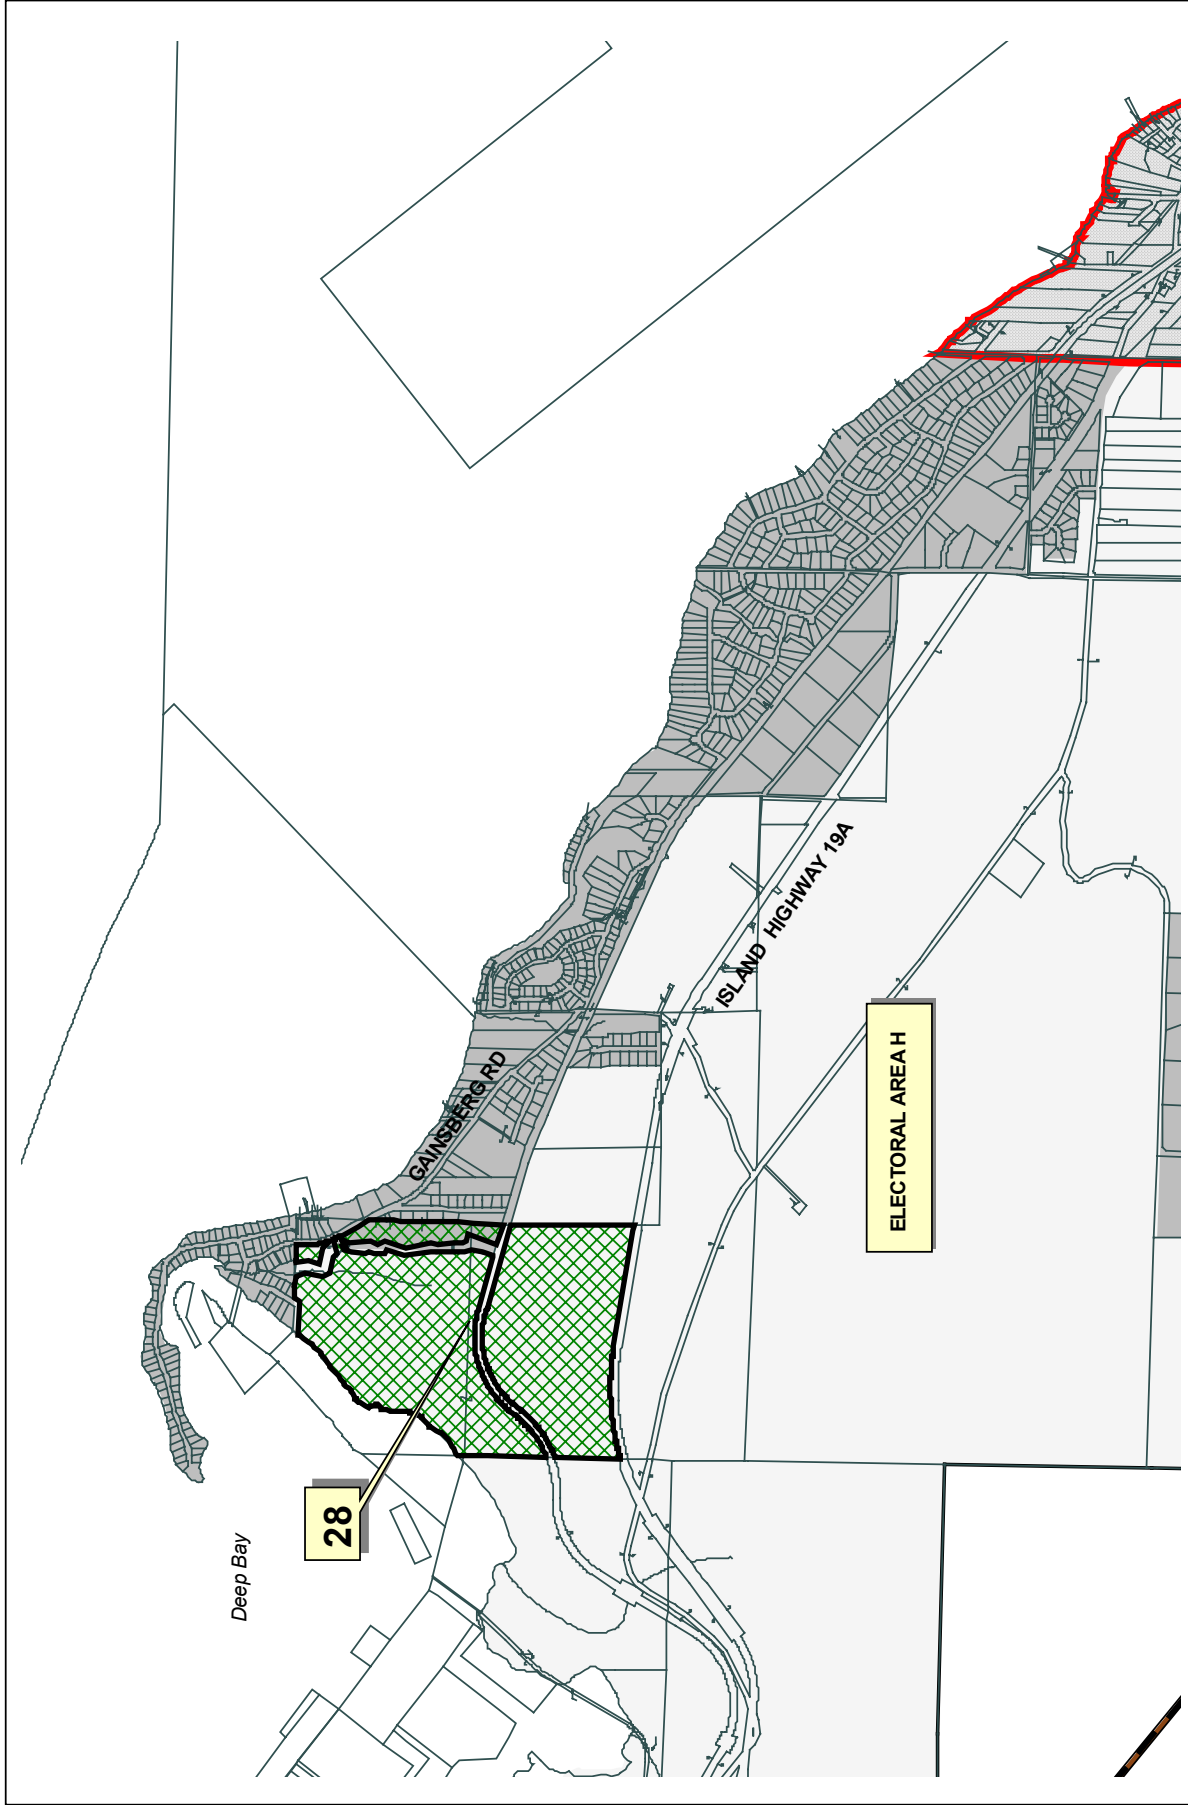 Deep Bay
28
GAINSBERG RD
ISLAND HIGHWAY 19A
ELECTORAL AREA H